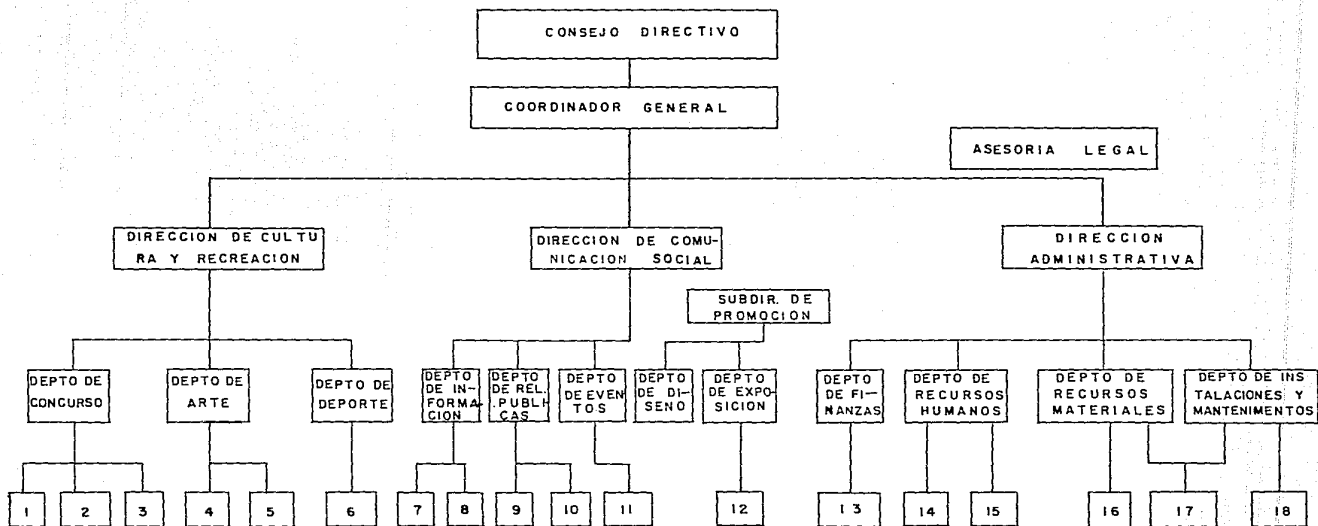 CONSEJO DIRECTIVO
COORDINADOR GENERAL
ASESORIA LEGAL
DIRECCION DE CULTU
RA Y RECREACION
DIRECCION DE COMU-
NICACION SOCIAL
DIRECCION
ADMINISTRATIVA
SUBDIR. DE
PROMOCION
DEPTO DE
CONCURSO
DEPTO DE
ARTE
DEPTO DE
DEPORTE
DEPTO
DE IN-
FORMA-
CION
DEPTO
DE REL.
PUBLI-
CAS
DEPTO
DE EVEN
TOS
DEPTO
DE DI-
SENO
DEPTO
DE EXPO-
SICION
DEPTO
DE FI-
NANZAS
DEPTO DE
RECURSOS
HUMANOS
DEPTO DE
RECURSOS
MATERIALES
DEPTO DE INS
TALACIONES Y
MANTENIMENTOS
1 2 3 4 5 6 7 8 9 10 11 12 13 14 15 16 17 18